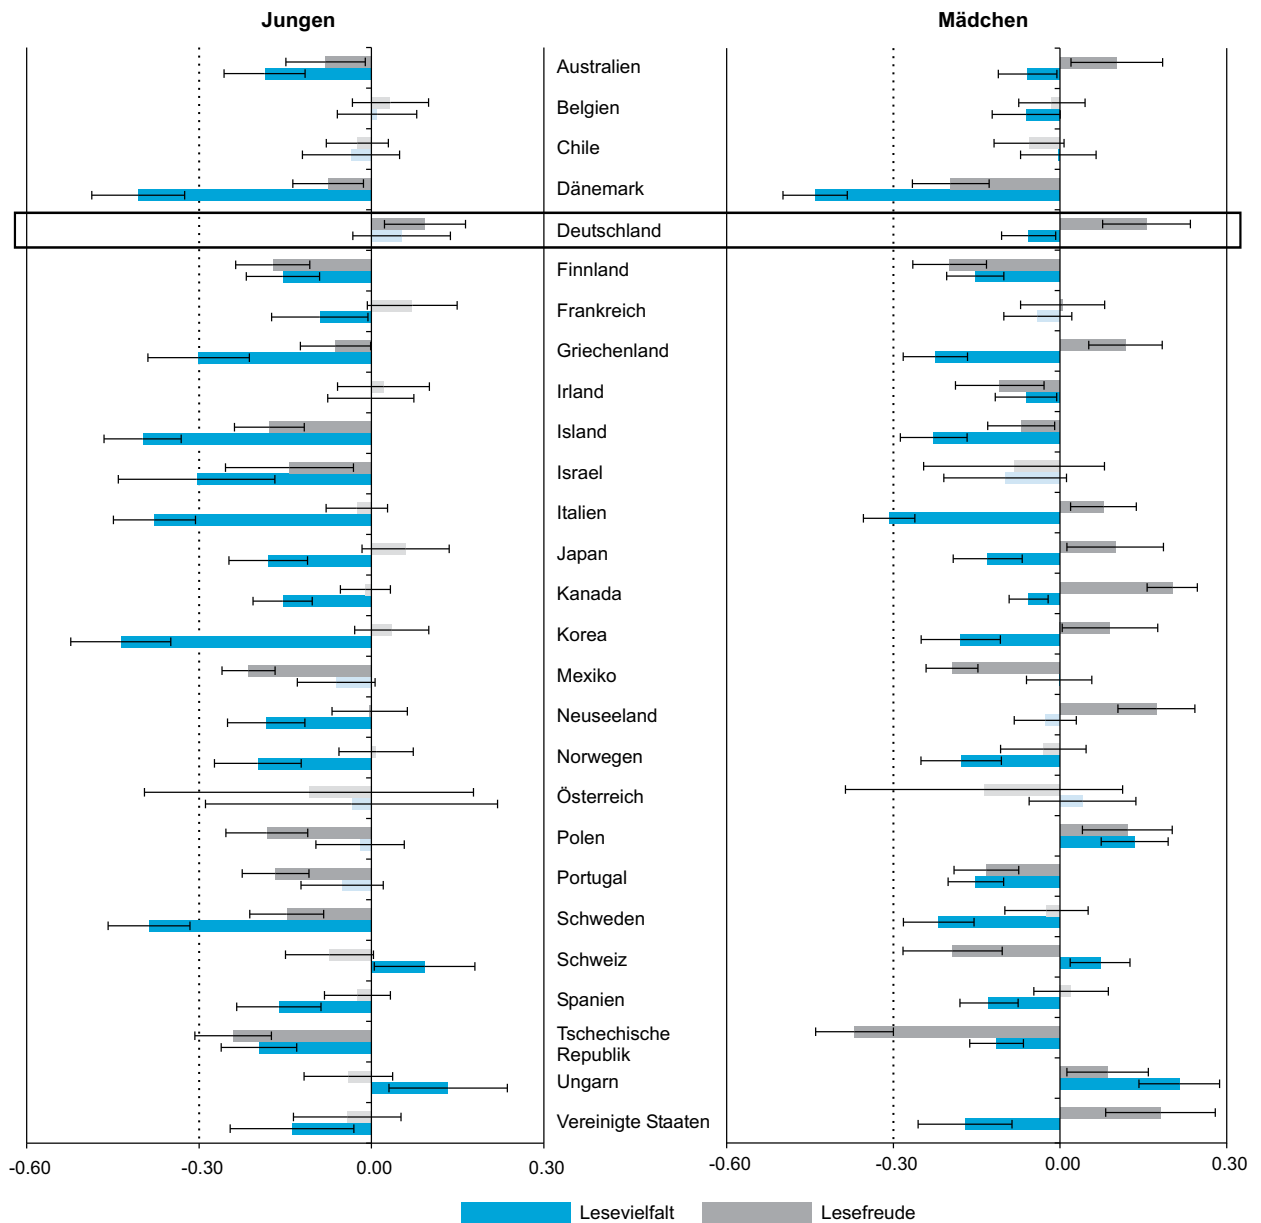 Jungen
Mädchen
Australien
Belgien
Chile
Dänemark
Deutschland
Finnland
Frankreich
Griechenland
Irland
Island
Israel
Italien
Japan
Kanada
Korea
Mexiko
Neuseeland
Norwegen
Österreich
Polen
Portugal
Schweden
Schweiz
Spanien
Tschechische
Republik
Ungarn
Vereinigte Staaten
-0.60 -0.30 0.00 0.30
-0.60 -0.30 0.00 0.30
Lesevielfalt
Lesefreude